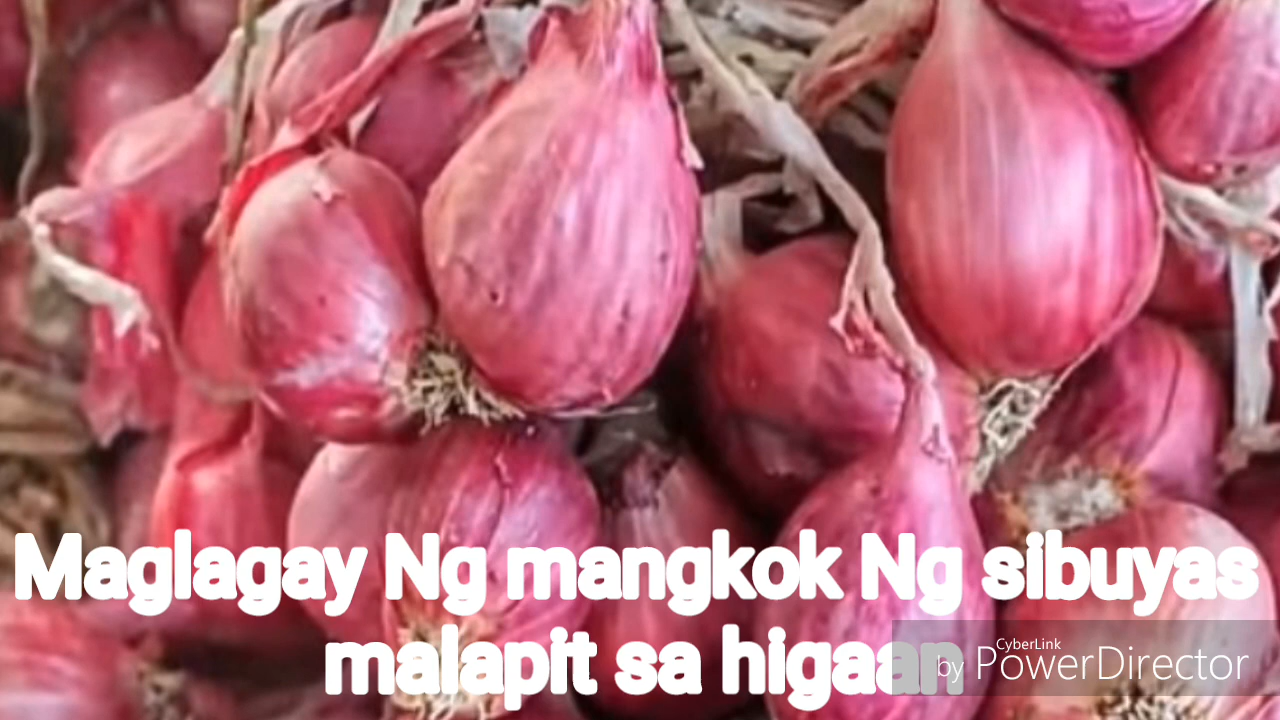 Maglagay Ng mangkok Ng sibuyas
malapit sa higaan
CyberLink
by PowerDirector